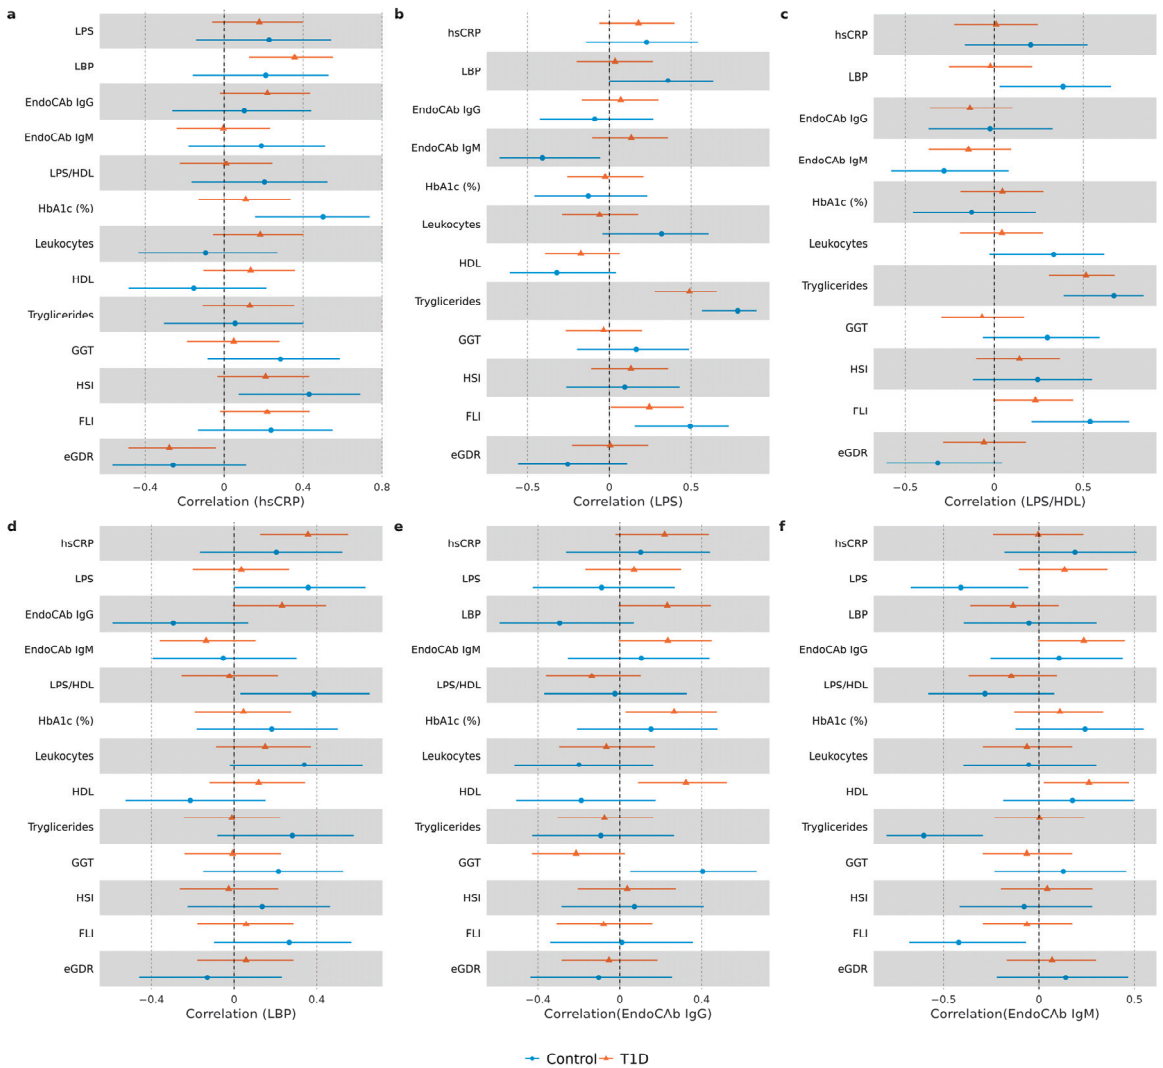 a
LPS
LBP
EndoCAb IgG
EndoCAb IgM
LPS/HDL
HbA1c (%)
Leukocytes
HDL
Tryglicerides
GGT
HSI
FLI
eGDR
−0.4 0 0.4 0.8
Correlation (hsCRP)
b
hsCRP
LBP
EndoCAb IgG
EndoCAb IgM
HbA1c (%)
Leukocytes
HDL
Tryglicerides
GGT
HSI
FLI
eGDR
−0.5 0 0.5
Correlation (LPS)
c
hsCRP
LBP
EndoCAb IgG
EndoCAb IgM
HbA1c (%)
Leukocytes
Tryglicerides
GGT
HSI
FLI
eGDR
−0.5 0 0.5
Correlation (LPS/HDL)
d
hsCRP
LPS
EndoCAb IgG
EndoCAb IgM
LPS/HDL
HbA1c (%)
Leukocytes
HDL
Tryglicerides
GGT
HSI
FLI
eGDR
−0.4 0 0.4
Correlation (LBP)
e
hsCRP
LPS
LBP
EndoCAb IgM
LPS/HDL
HbA1c (%)
Leukocytes
HDL
Tryglicerides
GGT
HSI
FLI
eGDR
−0.4 0 0.4
Correlation(EndoCAb IgG)
f
hsCRP
LPS
LBP
EndoCAb IgG
LPS/HDL
HbA1c (%)
Leukocytes
HDL
Tryglicerides
GGT
HSI
FLI
eGDR
−0.5 0 0.5
Correlation(EndoCAb IgM)
Control T1D